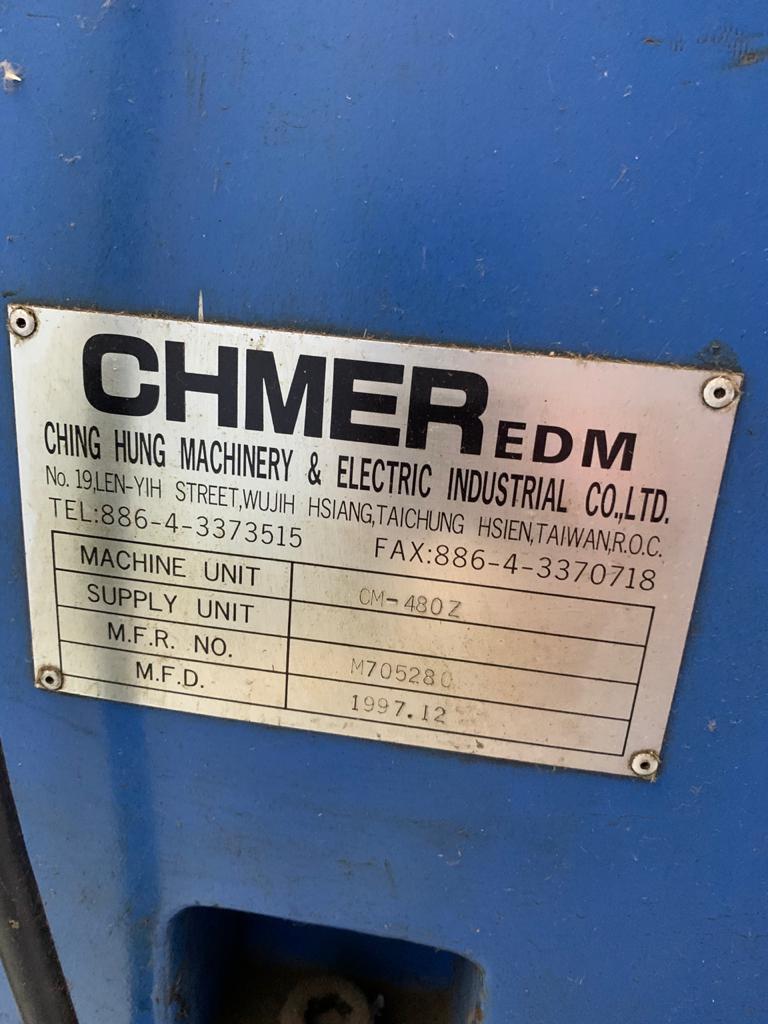 CHMER EDM
CHING HUNG MACHINERY & ELECTRIC INDUSTRIAL CO.,LTD.
No. 19,LEN-YIH STREET,WUJIH HSIANG,TAICHUNG HSIEN,TAIWAN,R.O.C.
TEL:886-4-3373515 FAX:886-4-3370718
MACHINE UNIT CM-480Z
SUPPLY UNIT
M.F.R. NO. M705280
M.F.D. 1997.12